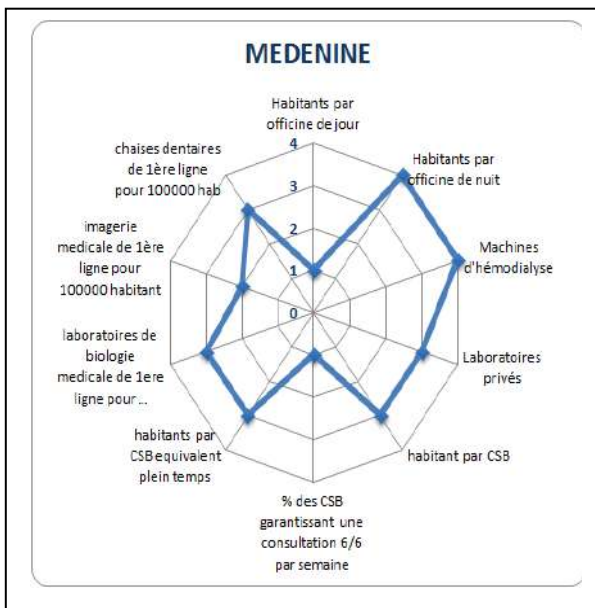 MEDENINE
Habitants par
officine de jour
Habitants par
officine de nuit
Machines
d'hémodialyse
Laboratoires
privés
habitant par CSB
% des CSB
garantissant une
consultation 6/6
par semaine
habitants par
CSB equivalent
plein temps
laboratoires de
biologie
medicale de 1ere
ligne pour ...
imagerie
medicale de 1ère
ligne pour
100000 habitant
chaises dentaires
de 1ère ligne
pour 100000 hab
4
3
2
1
0